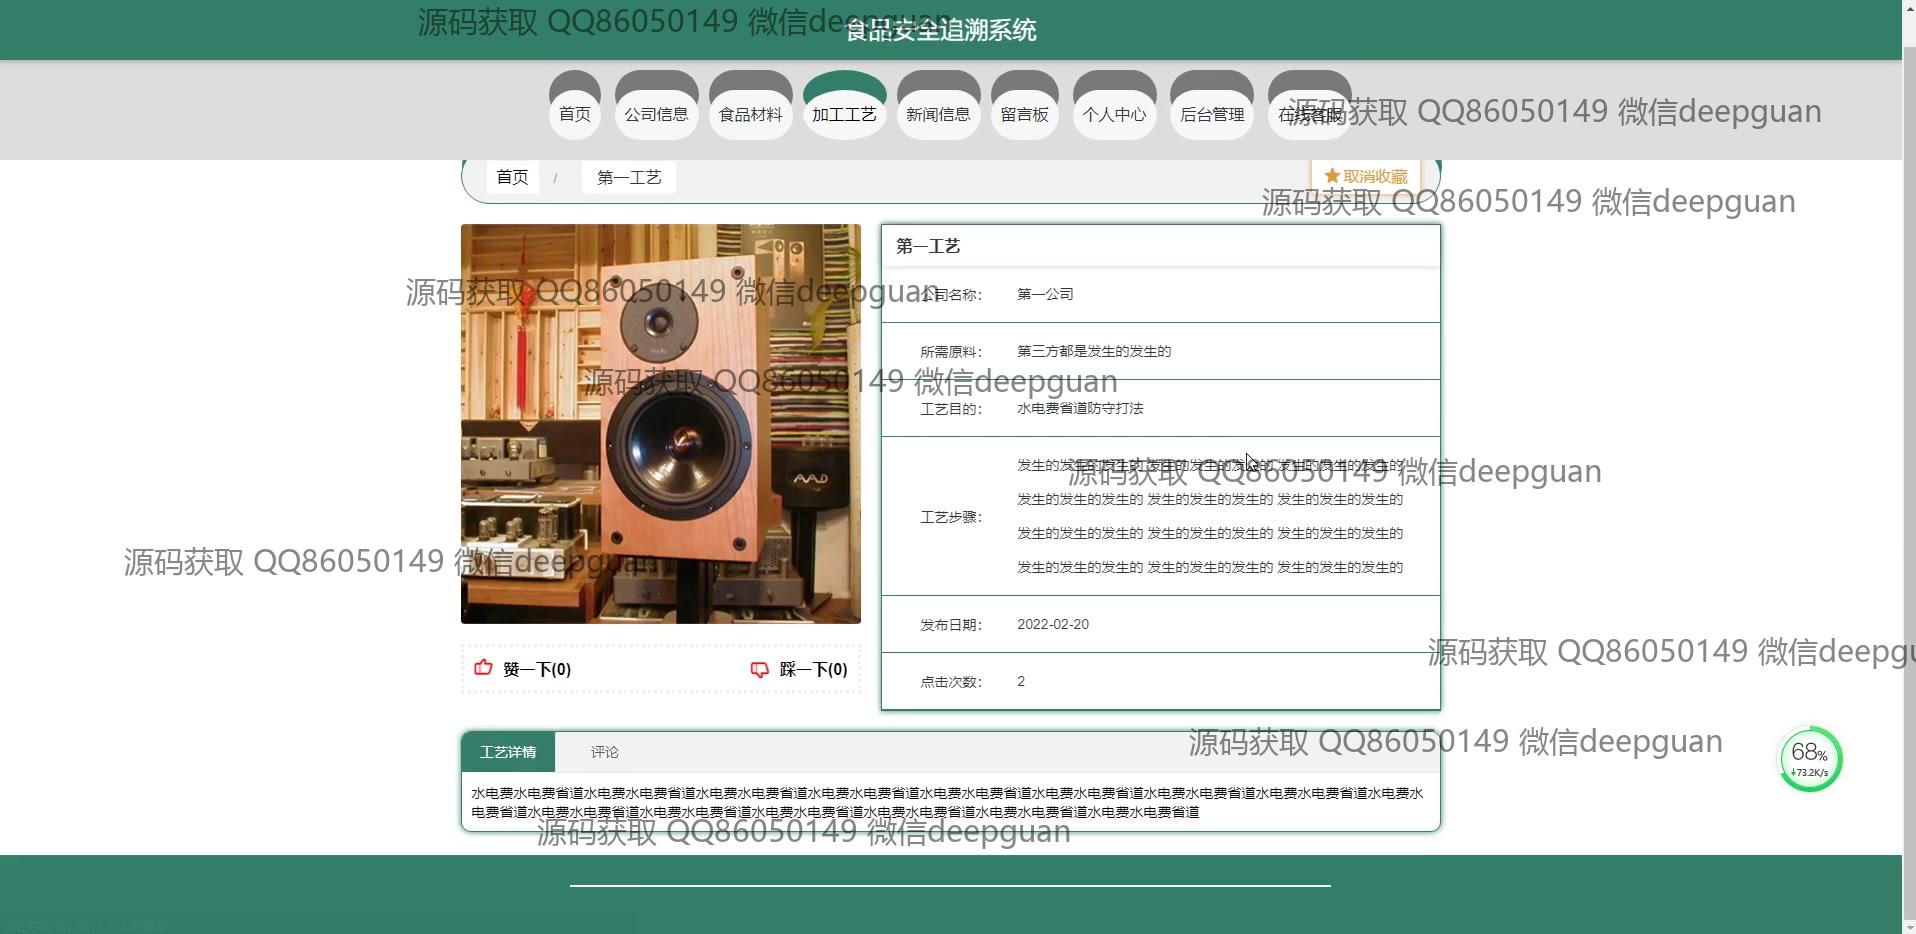 源码获取 QQ86050149 微信deepguan
食品安全追溯系统
首页 公司信息 食品材料 加工工艺 新闻信息 留言板 个人中心 后台管理 在线客服
源码获取 QQ86050149 微信deepguan
首页 / 第一工艺 取消收藏
源码获取 QQ86050149 微信deepguan
第一工艺
源码获取 QQ86050149 微信deepguan
公司名称： 第一公司
所需原料： 第三方都是发生的发生的
源码获取 QQ86050149 微信deepguan
工艺目的： 水电费省道防守打法
发生的发生的发生的 发生的发生的发生的 发生的发生的发生的
源码获取 QQ86050149 微信deepguan
发生的发生的发生的 发生的发生的发生的 发生的发生的发生的
工艺步骤：
发生的发生的发生的 发生的发生的发生的 发生的发生的发生的
发生的发生的发生的 发生的发生的发生的 发生的发生的发生的
源码获取 QQ86050149 微信deepguan
AVAD
发布日期： 2022-02-20
源码获取 QQ86050149 微信deepgu
赞一下(0) 踩一下(0)
点击次数： 2
源码获取 QQ86050149 微信deepguan
工艺详情 评论
68%
73.2K/s
水电费水电费省道水电费水电费省道水电费水电费省道水电费水电费省道水电费水电费省道水电费水电费省道水电费水电费省道水电费水电费省道水电费水
电费省道水电费水电费省道水电费水电费省道水电费水电费省道水电费水电费省道水电费水电费省道水电费水电费省道
源码获取 QQ86050149 微信deepguan